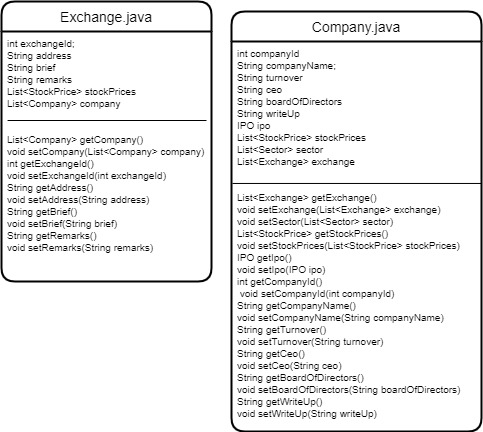 Exchange.java
int exchangeId;
String address
String brief
String remarks
List<StockPrice> stockPrices
List<Company> company
List<Company> getCompany()
void setCompany(List<Company> company)
int getExchangeId()
void setExchangeId(int exchangeId)
String getAddress()
void setAddress(String address)
String getBrief()
void setBrief(String brief)
String getRemarks()
void setRemarks(String remarks)
Company.java
int companyId
String companyName;
String turnover
String ceo
String boardOfDirectors
String writeUp
IPO ipo
List<StockPrice> stockPrices
List<Sector> sector
List<Exchange> exchange
List<Exchange> getExchange()
void setExchange(List<Exchange> exchange)
void setSector(List<Sector> sector)
List<StockPrice> getStockPrices()
void setStockPrices(List<StockPrice> stockPrices)
IPO getIpo()
void setIpo(IPO ipo)
int getCompanyId()
void setCompanyId(int companyId)
String getCompanyName()
void setCompanyName(String companyName)
String getTurnover()
void setTurnover(String turnover)
String getCeo()
void setCeo(String ceo)
String getBoardOfDirectors()
void setBoardOfDirectors(String boardOfDirectors)
String getWriteUp()
void setWriteUp(String writeUp)